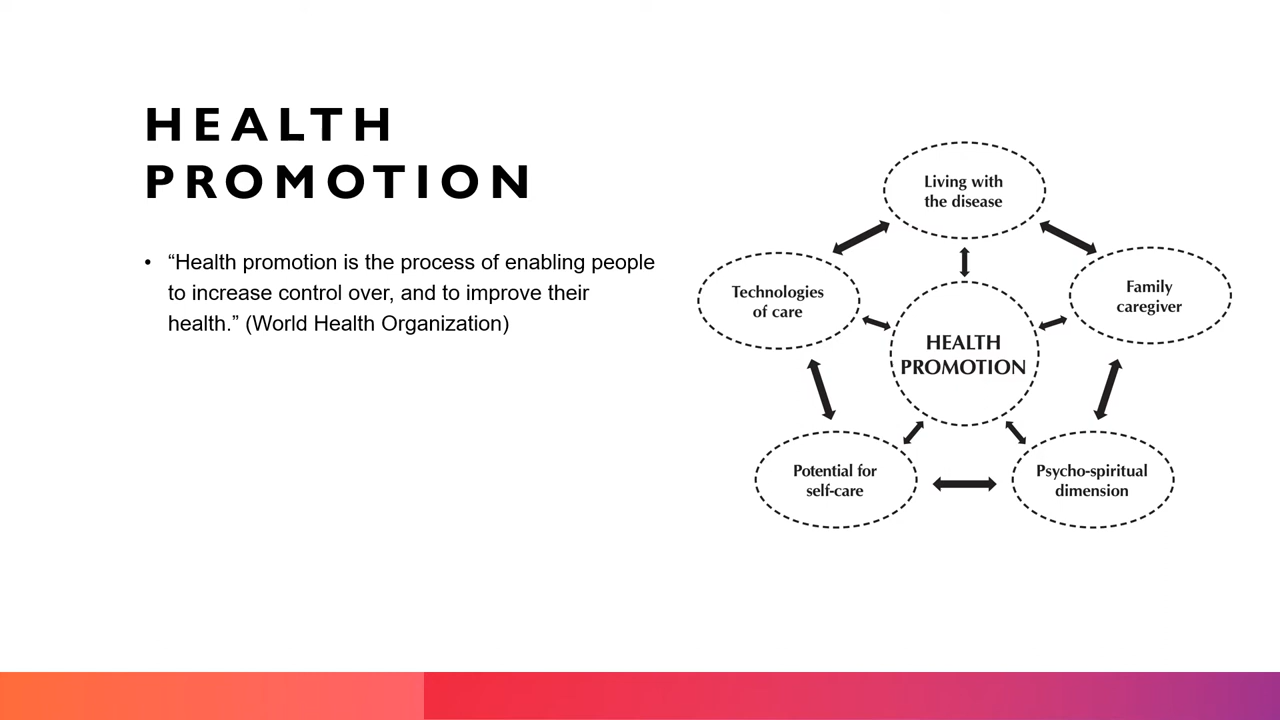 HEALTH
PROMOTION
• “Health promotion is the process of enabling people
to increase control over, and to improve their
health.” (World Health Organization)
Living with
the disease
Technologies
of care
Family
caregiver
HEALTH
PROMOTION
Potential for
self-care
Psycho-spiritual
dimension